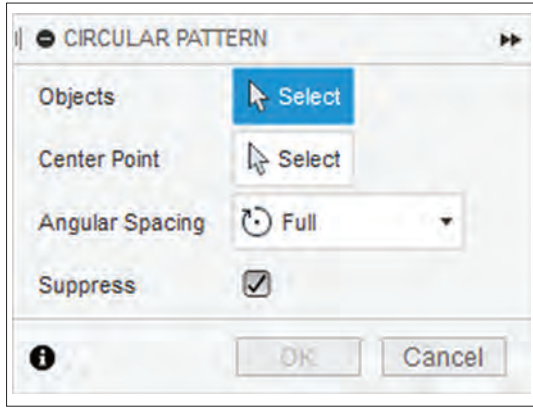 CIRCULAR PATTERN
Objects Select
Center Point Select
Angular Spacing Full
Suppress
OK Cancel